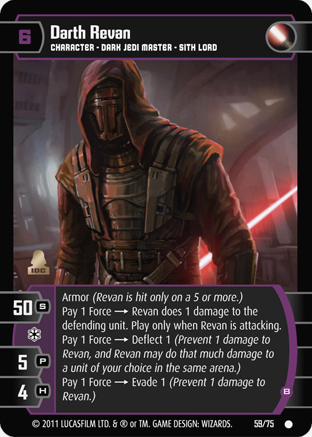 6
Darth Revan
CHARACTER - DARK JEDI MASTER - SITH LORD
IDC
50 S
5 P
4 H
Armor (Revan is hit only on a 5 or more.)
Pay 1 Force → Revan does 1 damage to the
defending unit. Play only when Revan is attacking.
Pay 1 Force → Deflect 1 (Prevent 1 damage to
Revan, and Revan may do that much damage to
a unit of your choice in the same arena.)
Pay 1 Force → Evade 1 (Prevent 1 damage to
Revan.)
B
© 2011 LUCASFILM LTD. & ® or TM. GAME DESIGN: WIZARDS.
59/75